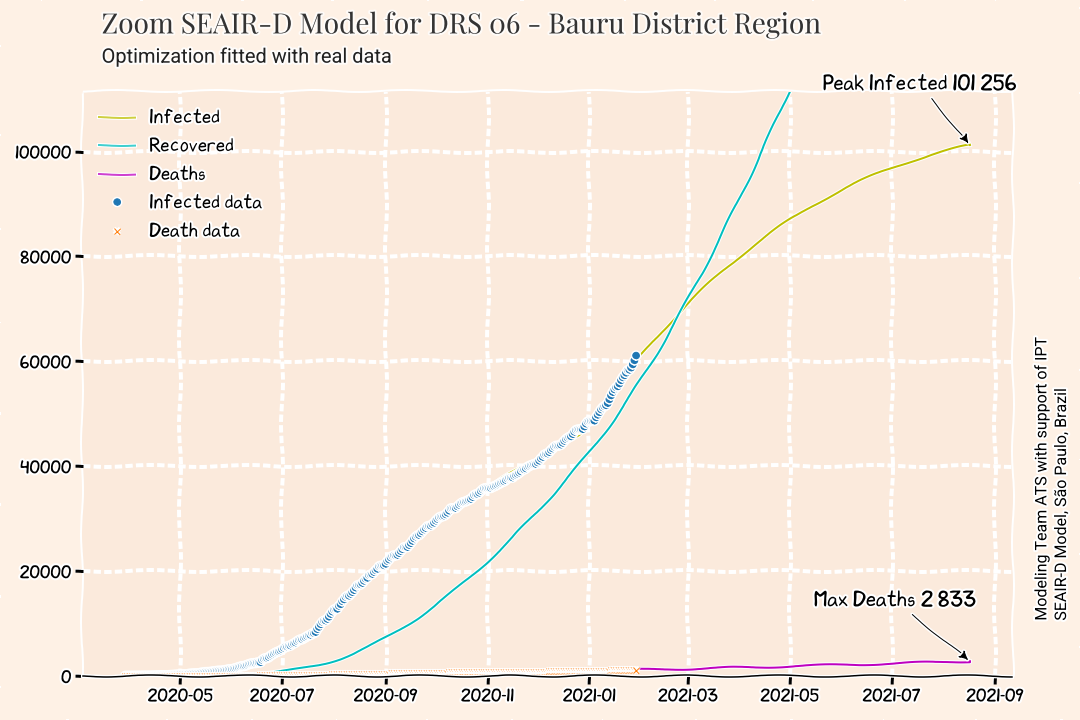 Zoom SEAIR-D Model for DRS 06 - Bauru District Region
Optimization fitted with real data
Peak Infected 101 256
Infected
Recovered
Deaths
Infected data
Death data
100000
80000
60000
40000
20000
0
Max Deaths 2 833
2020-05 2020-07 2020-09 2020-11 2021-01 2021-03 2021-05 2021-07 2021-09
Modeling Team ATS with support of IPT
SEAIR-D Model, São Paulo, Brazil